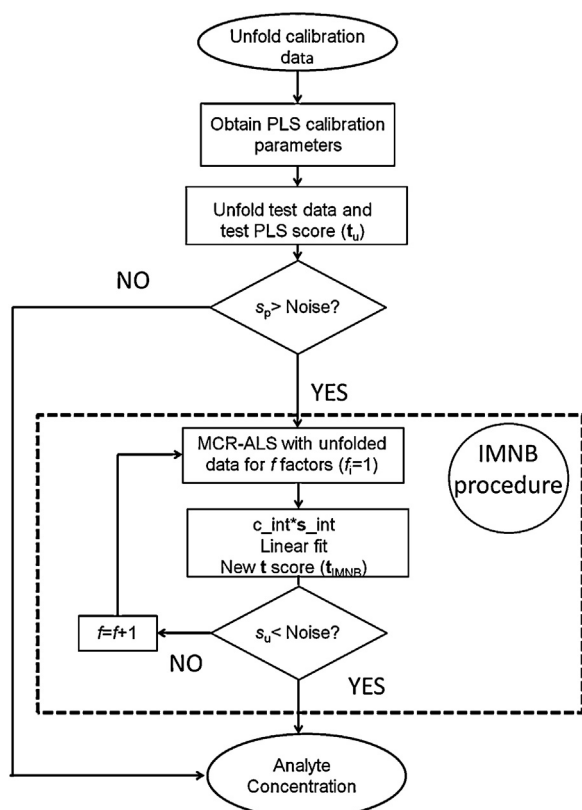 Unfold calibration
data
Obtain PLS calibration
parameters
Unfold test data and
test PLS score (tu)
NO
sp> Noise?
YES
MCR-ALS with unfolded
data for f factors (fi=1)
IMNB
procedure
c_int*s_int
Linear fit
New t score (tIMNB)
f=f+1
su< Noise?
NO
YES
Analyte
Concentration